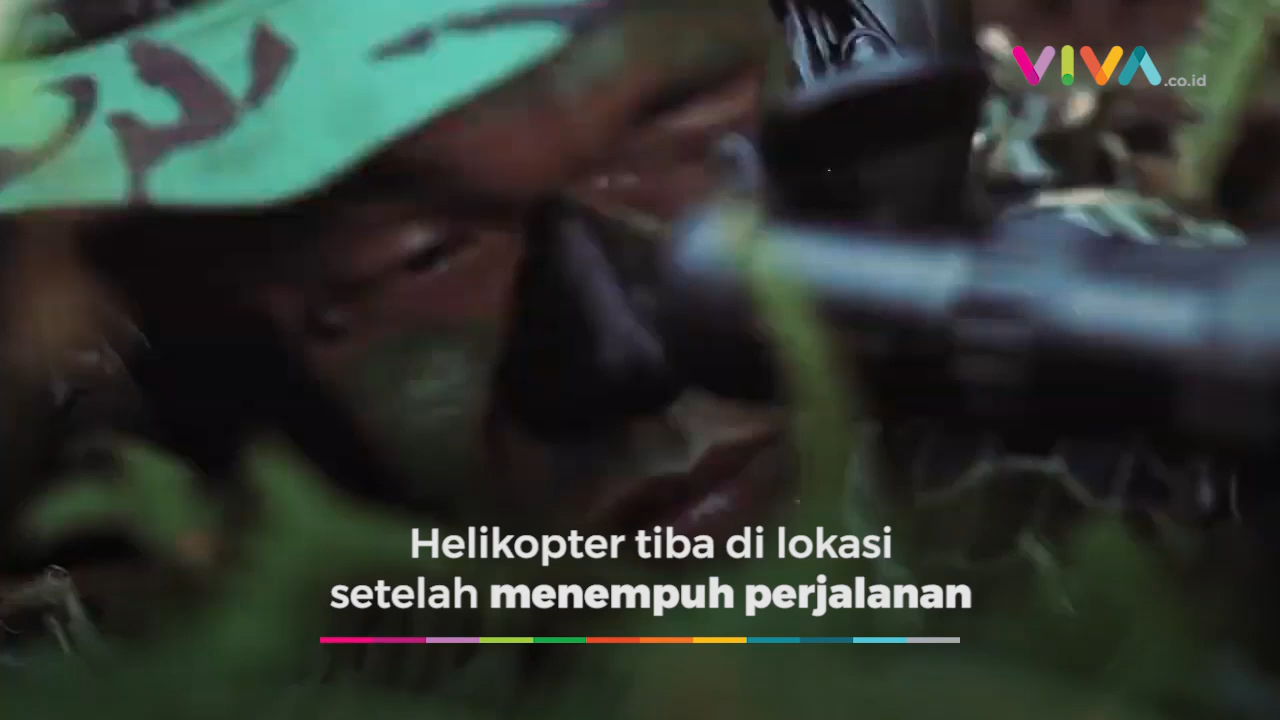 VIVA.co.id
Helikopter tiba di lokasi
setelah menempuh perjalanan